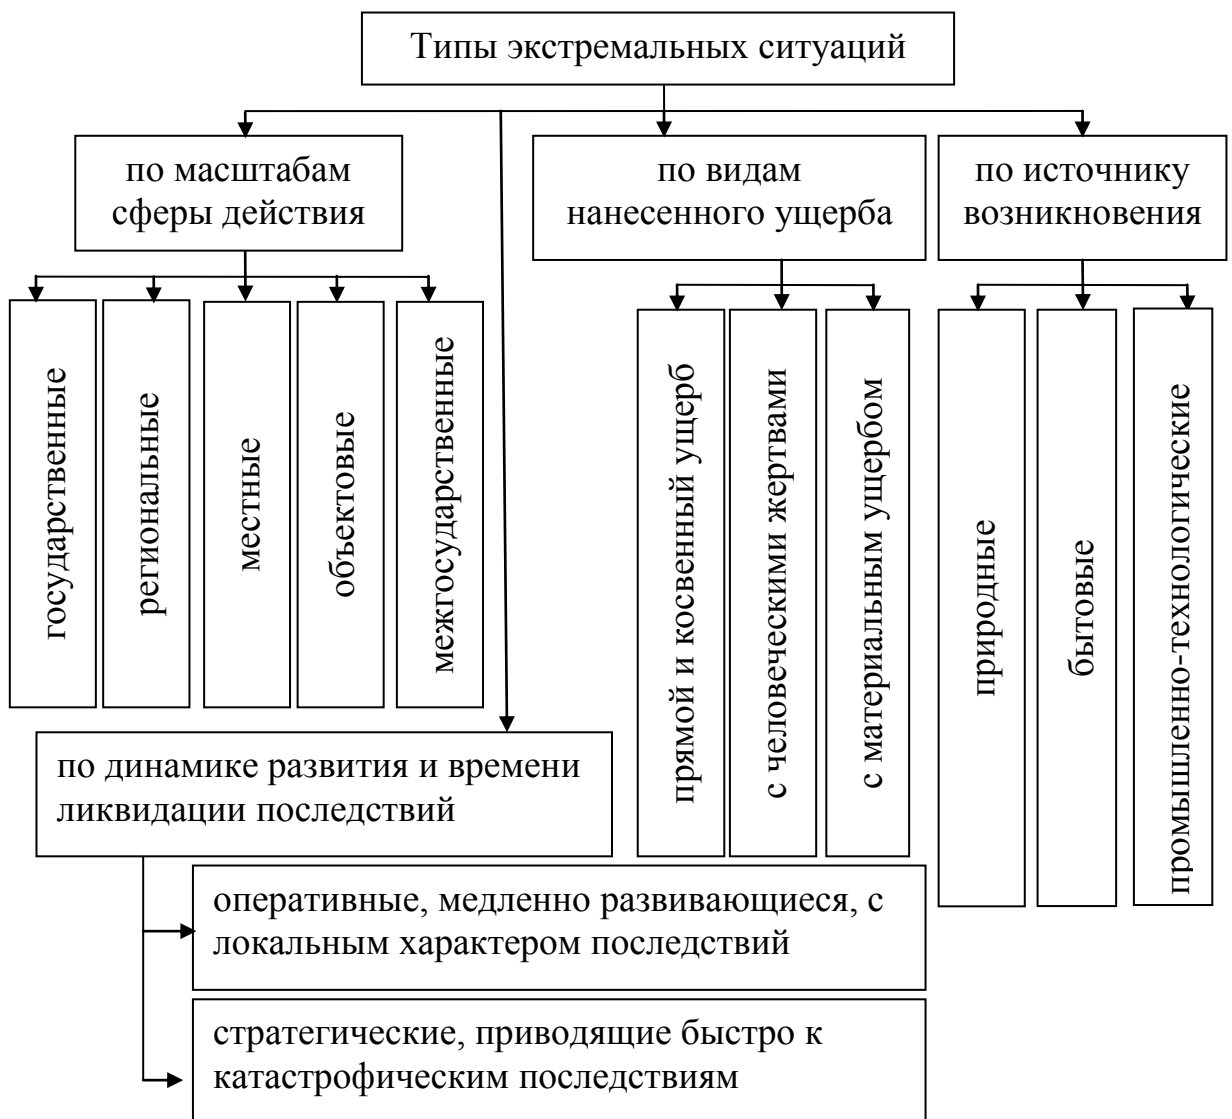 Типы экстремальных ситуаций
по масштабам
сферы действия
по видам
нанесенного ущерба
по источнику
возникновения
государственные
региональные
местные
объектовые
межгосударственные
прямой и косвенный ущерб
с человеческими жертвами
с материальным ущербом
природные
бытовые
промышленно-технологические
по динамике развития и времени
ликвидации последствий
оперативные, медленно развивающиеся, с
локальным характером последствий
стратегические, приводящие быстро к
катастрофическим последствиям